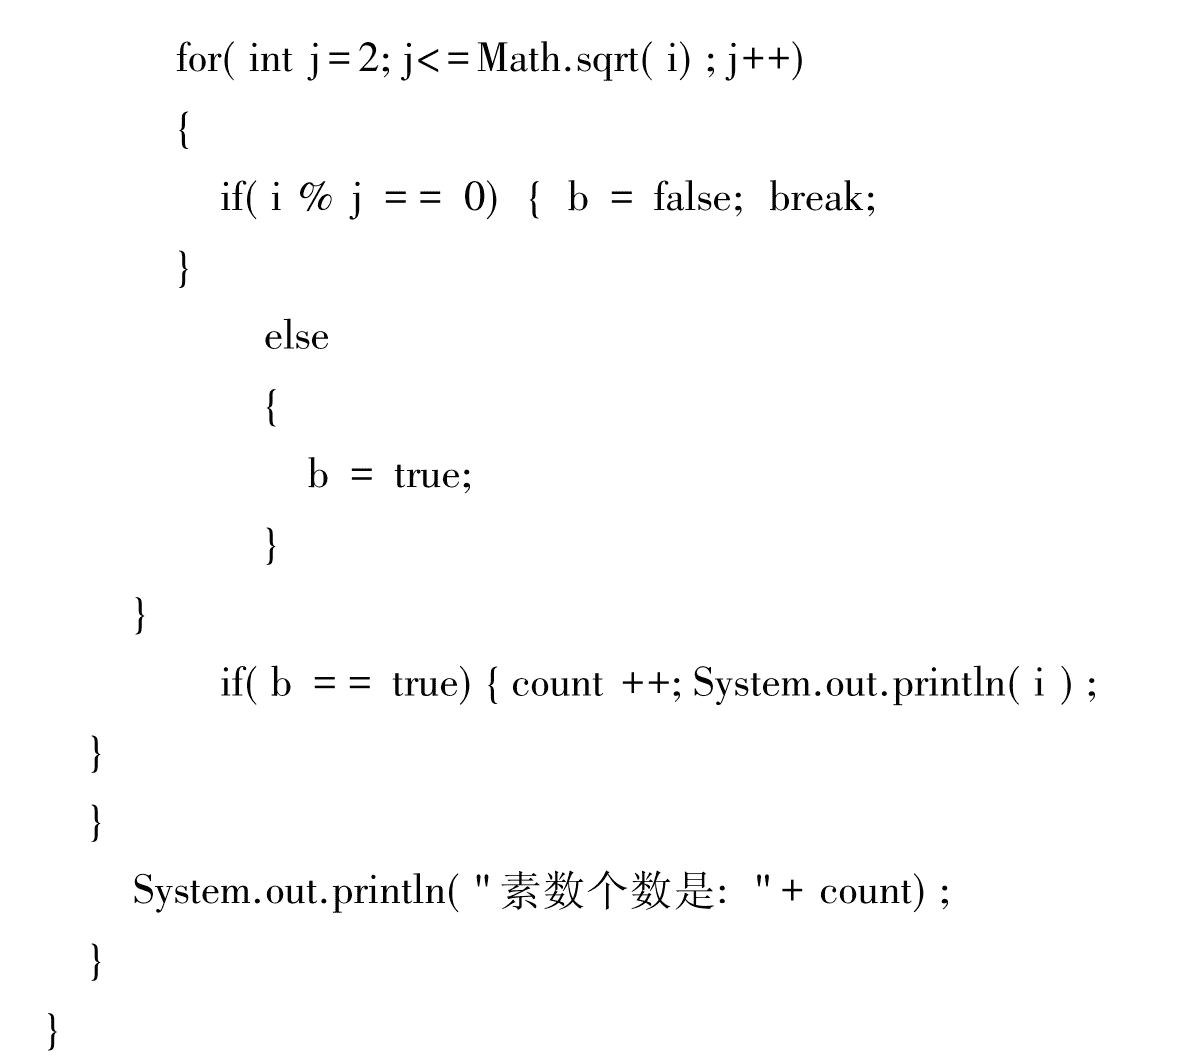 for( int j=2; j<=Math.sqrt( i) ; j++)
{
if( i % j == 0) { b = false; break;
}
else
{
b = true;
}
}
if( b == true) { count ++; System.out.println( i ) ;
}
}
System.out.println( "素数个数是: "+ count) ;
}
}